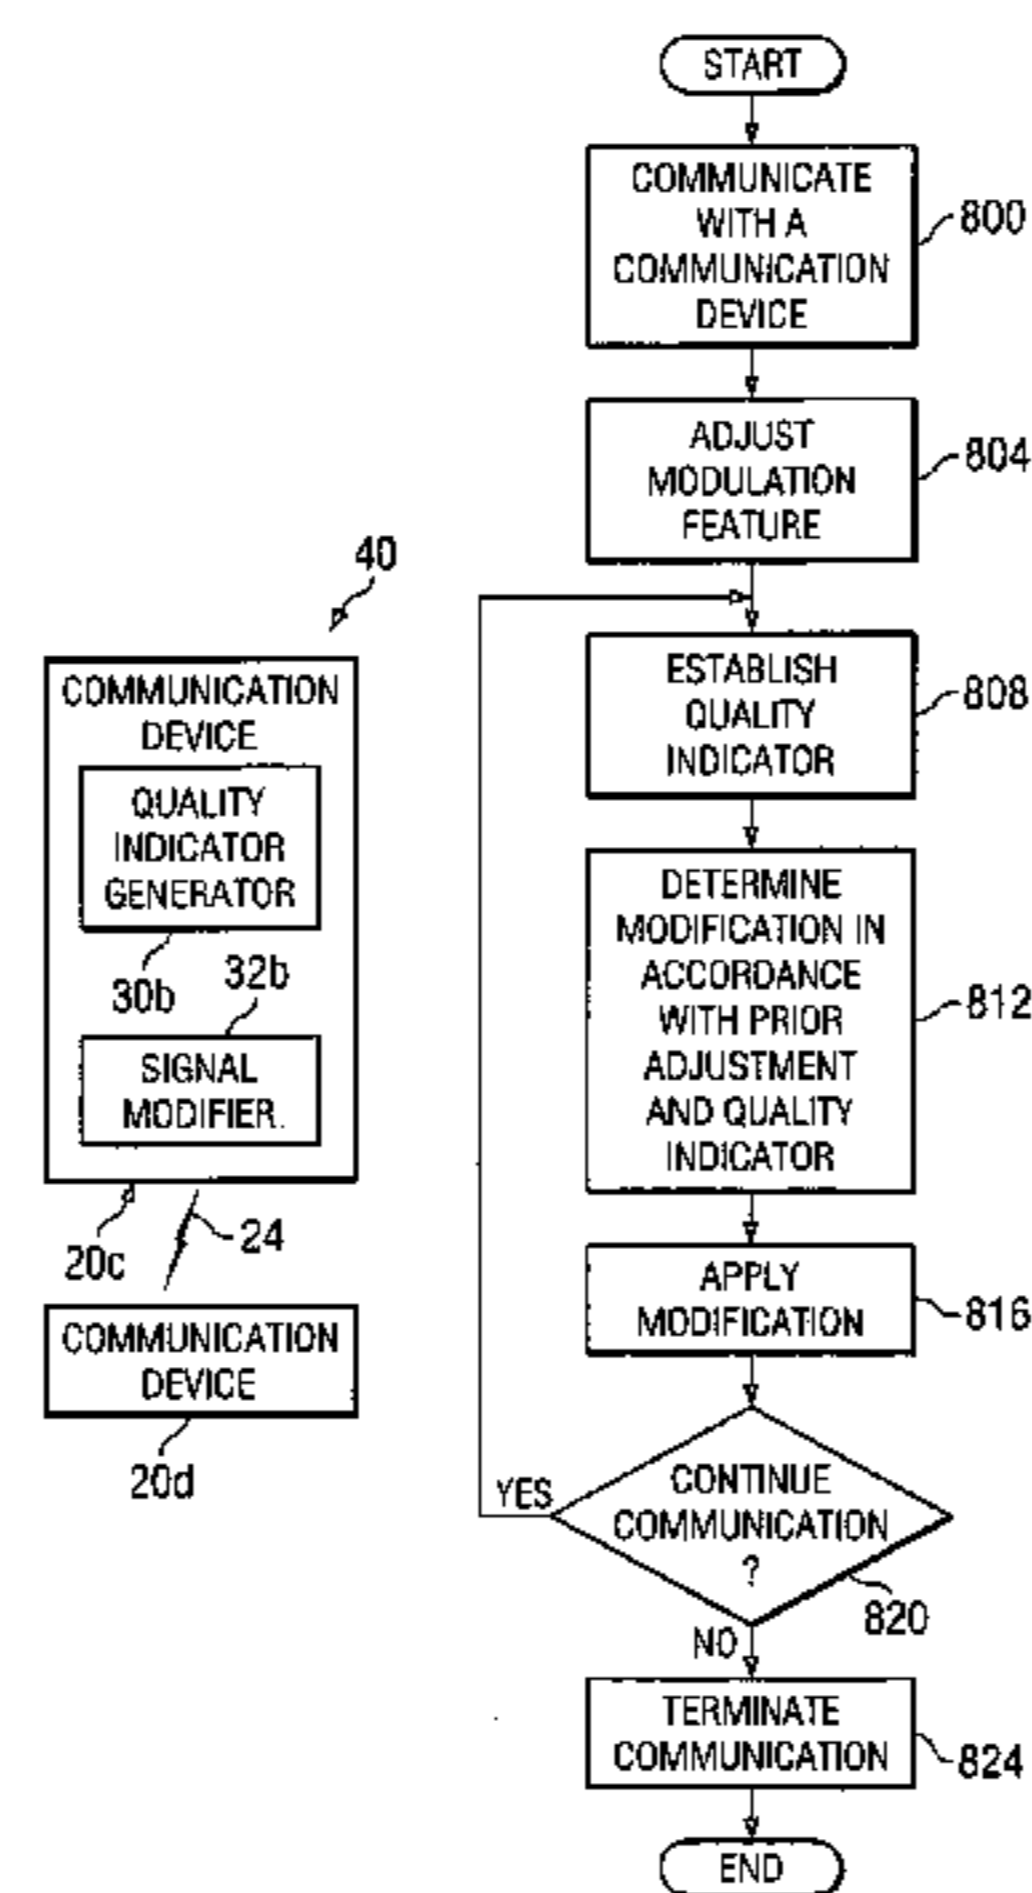 40
COMMUNICATION
DEVICE
QUALITY
INDICATOR
GENERATOR
30b
32b
SIGNAL
MODIFIER.
20c
24
COMMUNICATION
DEVICE
20d
START
COMMUNICATE
WITH A
COMMUNICATION
DEVICE
800
ADJUST
MODULATION
FEATURE
804
ESTABLISH
QUALITY
INDICATOR
808
DETERMINE
MODIFICATION IN
ACCORDANCE
WITH PRIOR
ADJUSTMENT
AND QUALITY
INDICATOR
812
APPLY
MODIFICATION
816
CONTINUE
COMMUNICATION
?
820
YES
NO
TERMINATE
COMMUNICATION
824
END